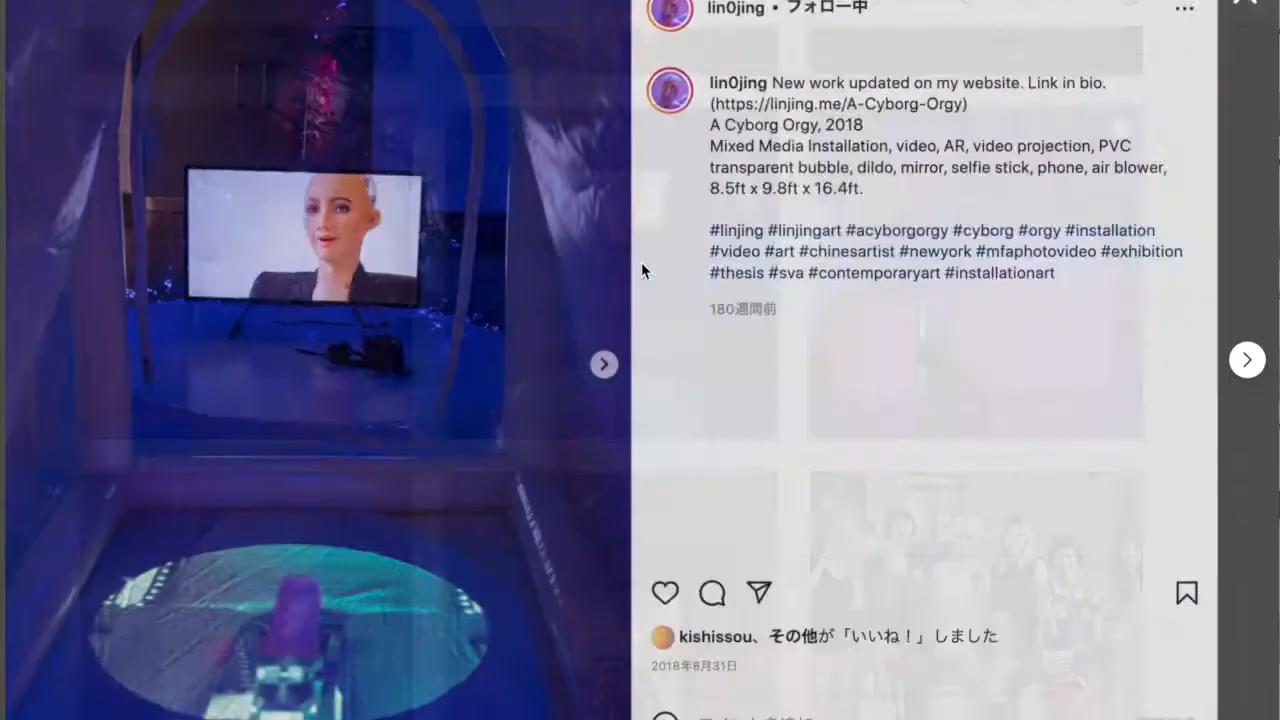 lin0jing • フォロー中
lin0jing New work updated on my website. Link in bio.
(https://linjing.me/A-Cyborg-Orgy)
A Cyborg Orgy, 2018
Mixed Media Installation, video, AR, video projection, PVC
transparent bubble, dildo, mirror, selfie stick, phone, air blower,
8.5ft x 9.8ft x 16.4ft.
#linjing #linjingart #acyborgorgy #cyborg #orgy #installation
#video #art #chinesartist #newyork #mfaphotovideo #exhibition
#thesis #sva #contemporaryart #installationart
180週間前
kishissou、その他が「いいね！」しました
2018年8月31日